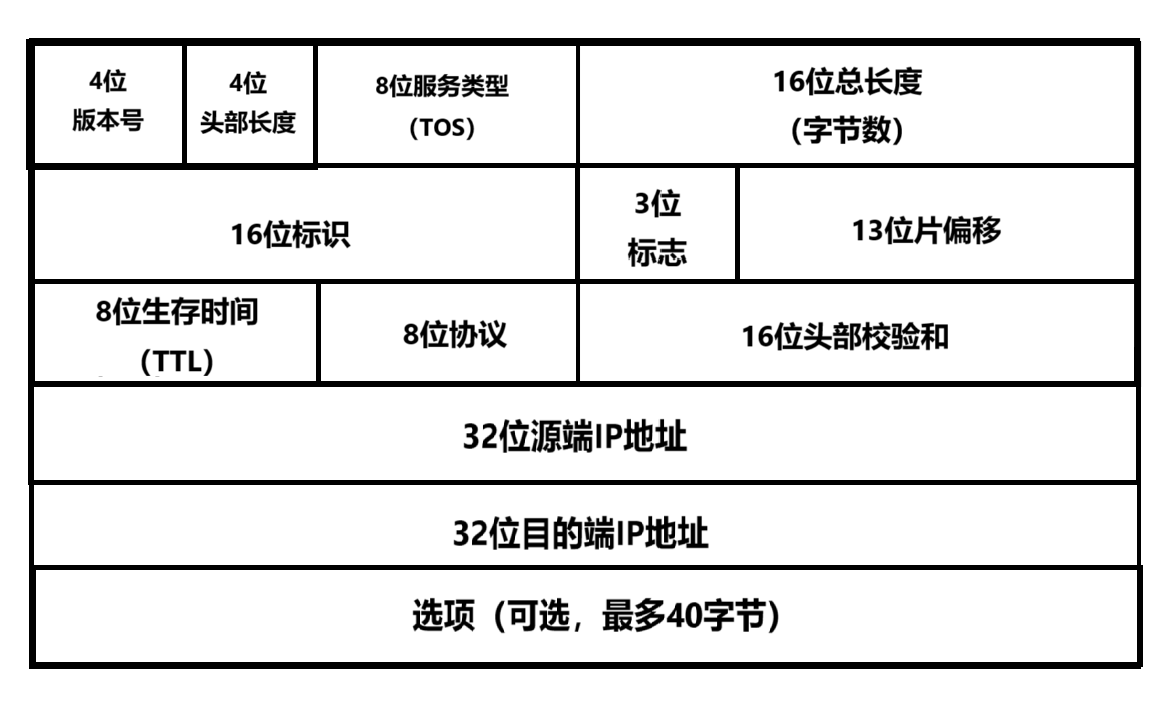 4位
版本号
4位
头部长度
8位服务类型
（TOS）
16位总长度
（字节数）
16位标识
3位
标志
13位片偏移
8位生存时间
（TTL）
8位协议
16位头部校验和
32位源端IP地址
32位目的端IP地址
选项（可选，最多40字节）